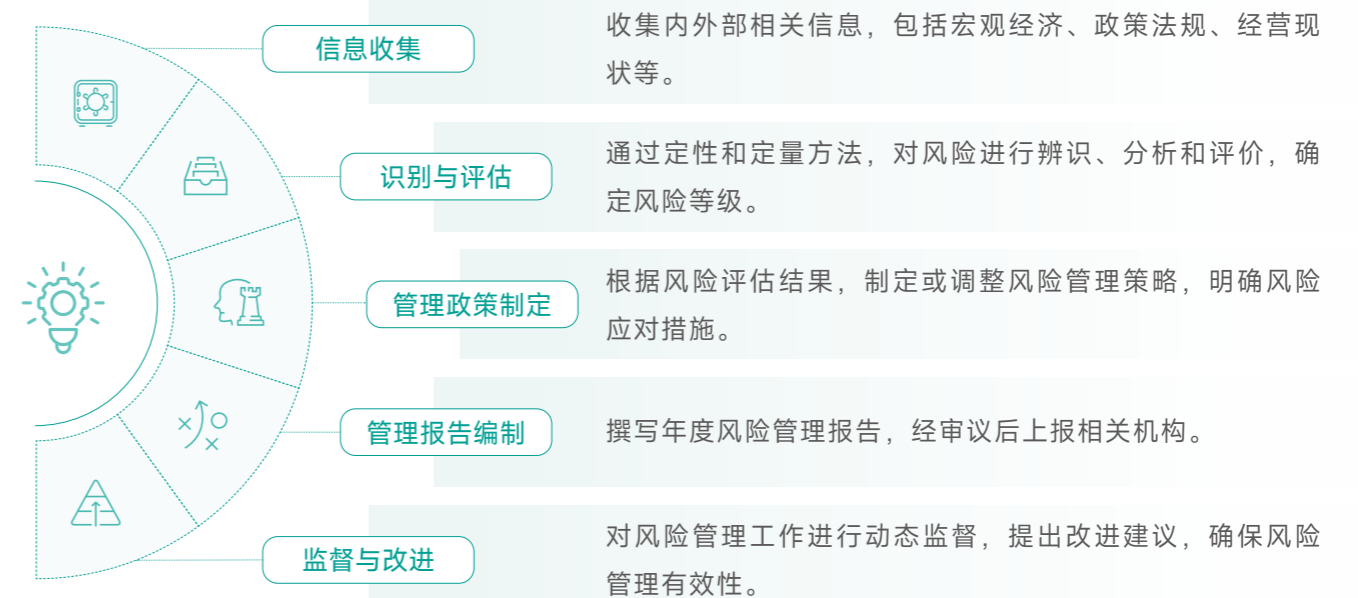 信息收集
收集内外部相关信息，包括宏观经济、政策法规、经营现
状等。
识别与评估
通过定性和定量方法，对风险进行辨识、分析和评价，确
定风险等级。
管理政策制定
根据风险评估结果，制定或调整风险管理策略，明确风险
应对措施。
管理报告编制
撰写年度风险管理报告，经审议后上报相关机构。
监督与改进
对风险管理工作进行动态监督，提出改进建议，确保风险
管理有效性。